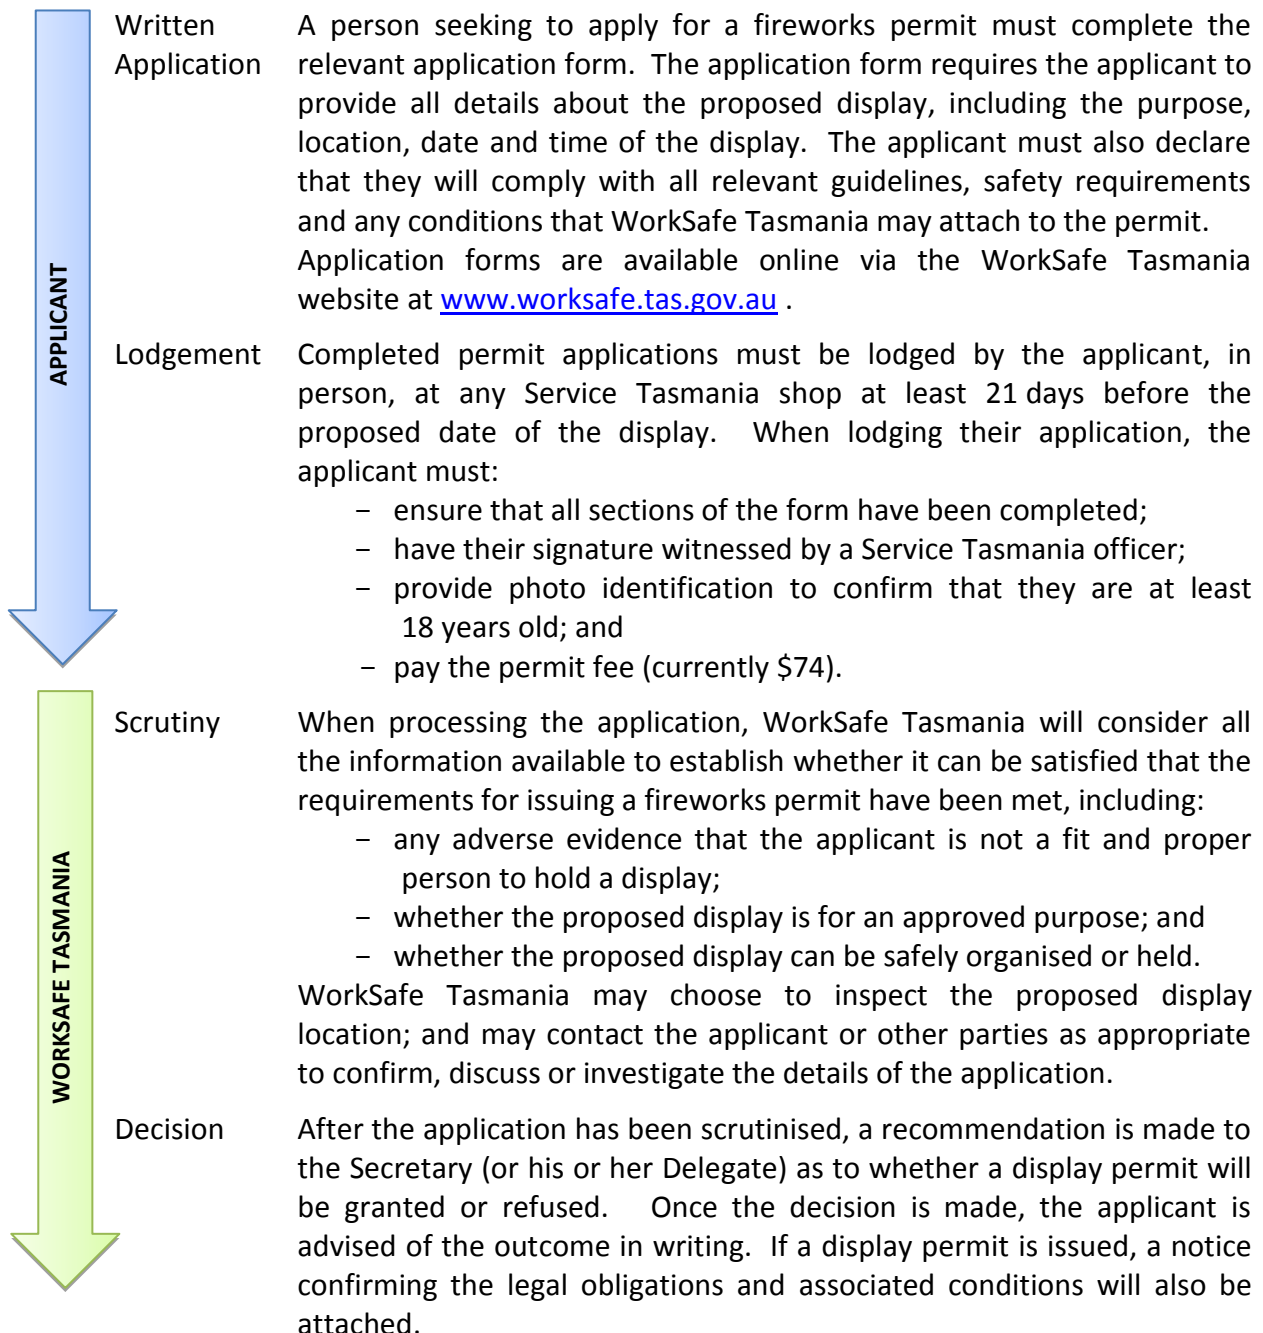 Written
Application
A person seeking to apply for a fireworks permit must complete the
relevant application form. The application form requires the applicant to
provide all details about the proposed display, including the purpose,
location, date and time of the display. The applicant must also declare
that they will comply with all relevant guidelines, safety requirements
and any conditions that WorkSafe Tasmania may attach to the permit.
Application forms are available online via the WorkSafe Tasmania
website at www.worksafe.tas.gov.au .
APPLICANT
Lodgement
Completed permit applications must be lodged by the applicant, in
person, at any Service Tasmania shop at least 21 days before the
proposed date of the display. When lodging their application, the
applicant must:
- ensure that all sections of the form have been completed;
- have their signature witnessed by a Service Tasmania officer;
- provide photo identification to confirm that they are at least
18 years old; and
- pay the permit fee (currently $74).
Scrutiny
When processing the application, WorkSafe Tasmania will consider all
the information available to establish whether it can be satisfied that the
requirements for issuing a fireworks permit have been met, including:
- any adverse evidence that the applicant is not a fit and proper
person to hold a display;
- whether the proposed display is for an approved purpose; and
- whether the proposed display can be safely organised or held.
WorkSafe Tasmania may choose to inspect the proposed display
location; and may contact the applicant or other parties as appropriate
to confirm, discuss or investigate the details of the application.
WORKSAFE TASMANIA
Decision
After the application has been scrutinised, a recommendation is made to
the Secretary (or his or her Delegate) as to whether a display permit will
be granted or refused. Once the decision is made, the applicant is
advised of the outcome in writing. If a display permit is issued, a notice
confirming the legal obligations and associated conditions will also be
attached.